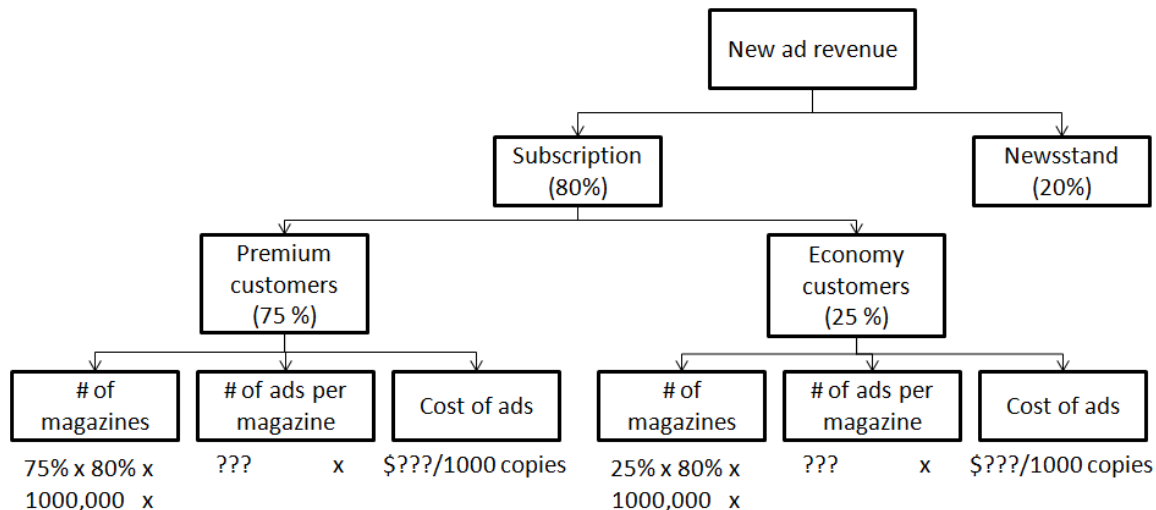 New ad revenue
Subscription
(80%)
Newsstand
(20%)
Premium
customers
(75 %)
Economy
customers
(25 %)
# of
magazines
# of ads per
magazine
Cost of ads
# of
magazines
# of ads per
magazine
Cost of ads
75% x 80% x
1000,000 x
??? x
$???/1000 copies
25% x 80% x
1000,000 x
??? x
$???/1000 copies